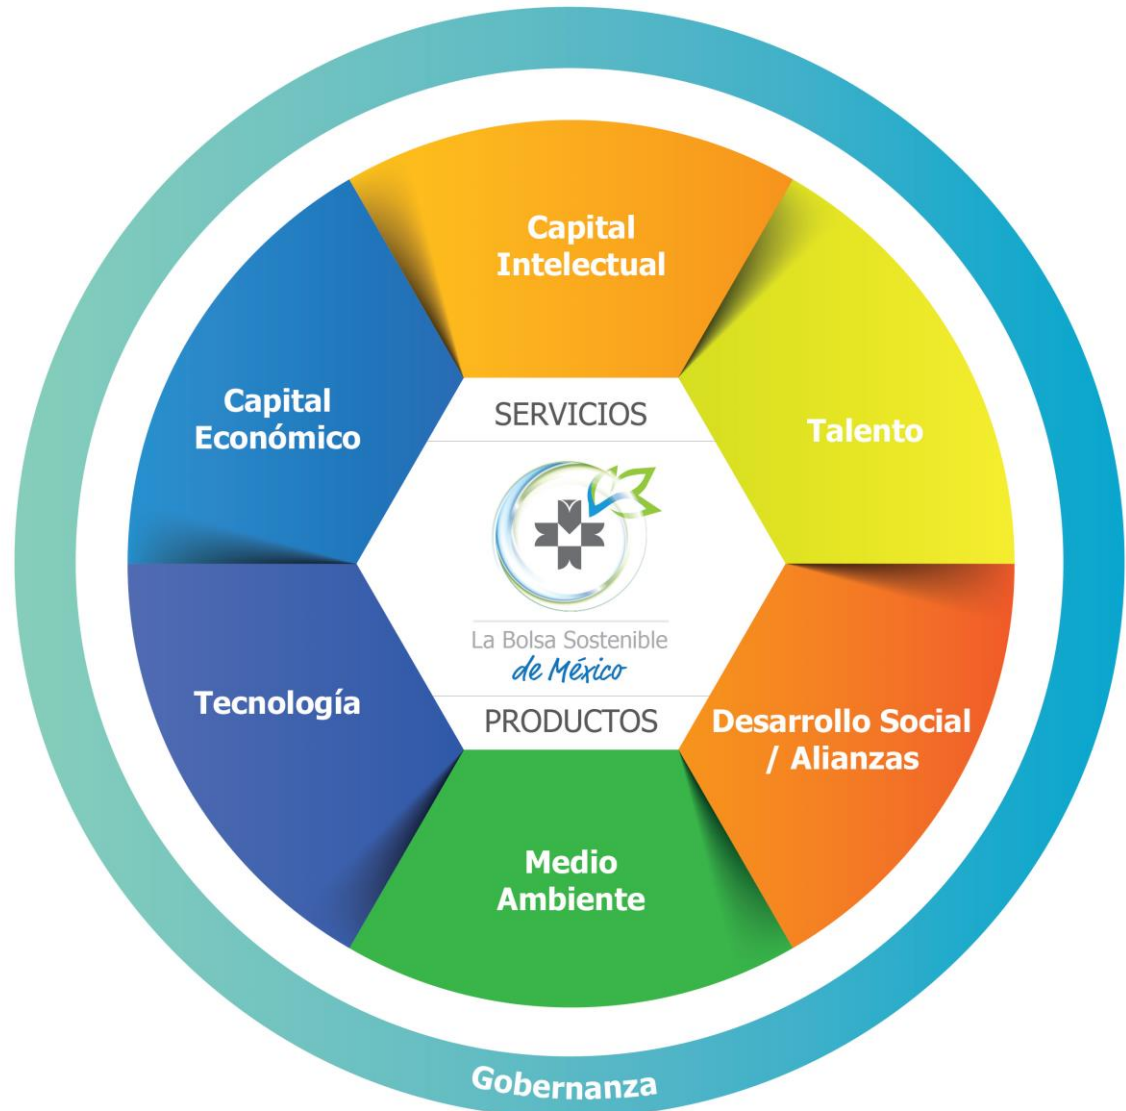 Capital
Intelectual
Capital
Económico
SERVICIOS
Talento
La Bolsa Sostenible
de México
Tecnología
PRODUCTOS
Desarrollo Social
/ Alianzas
Medio
Ambiente
Gobernanza